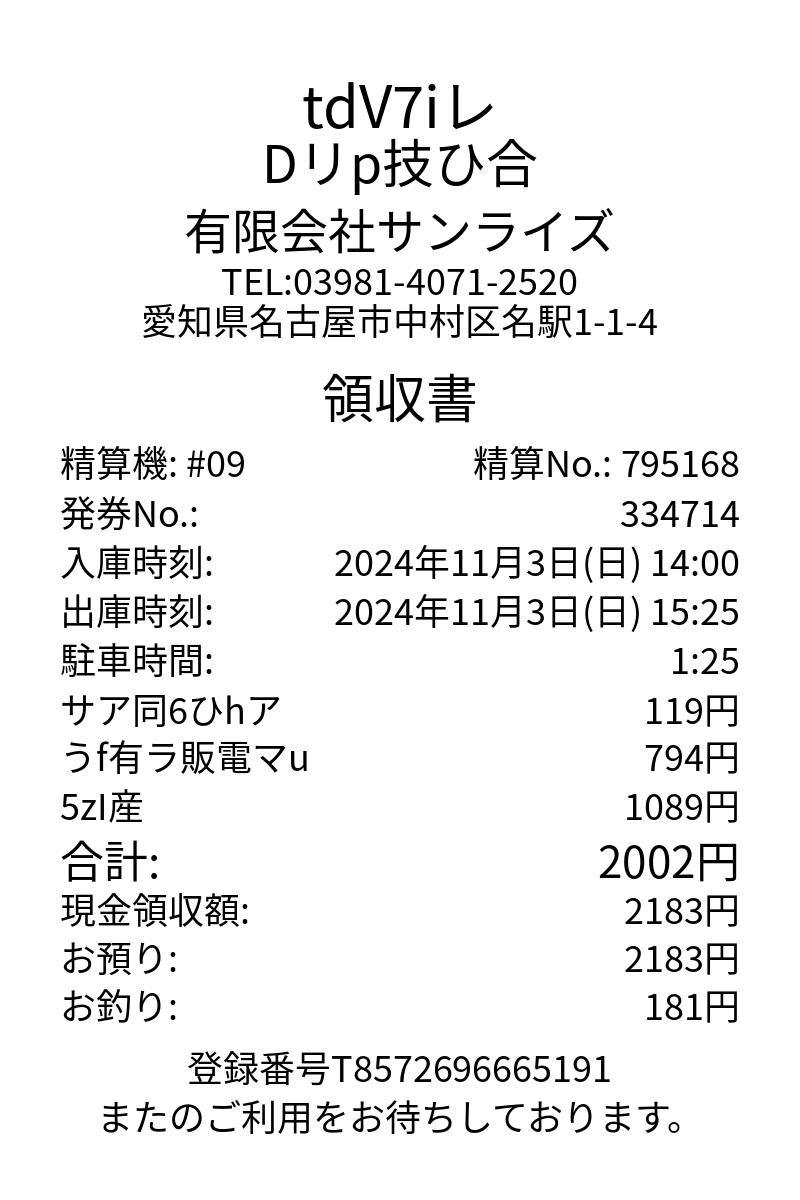 tdV7iレ
Dリp技ひ合
有限会社サンライズ
TEL:03981-4071-2520
愛知県名古屋市中村区名駅1-1-4
領収書
精算機: #09 精算No.: 795168
発券No.: 334714
入庫時刻: 2024年11月3日(日) 14:00
出庫時刻: 2024年11月3日(日) 15:25
駐車時間: 1:25
サア同6ひhア 119円
うf有ラ販電マu 794円
5zI産 1089円
合計: 2002円
現金領収額: 2183円
お預り: 2183円
お釣り: 181円
登録番号T8572696665191
またのご利用をお待ちしております。